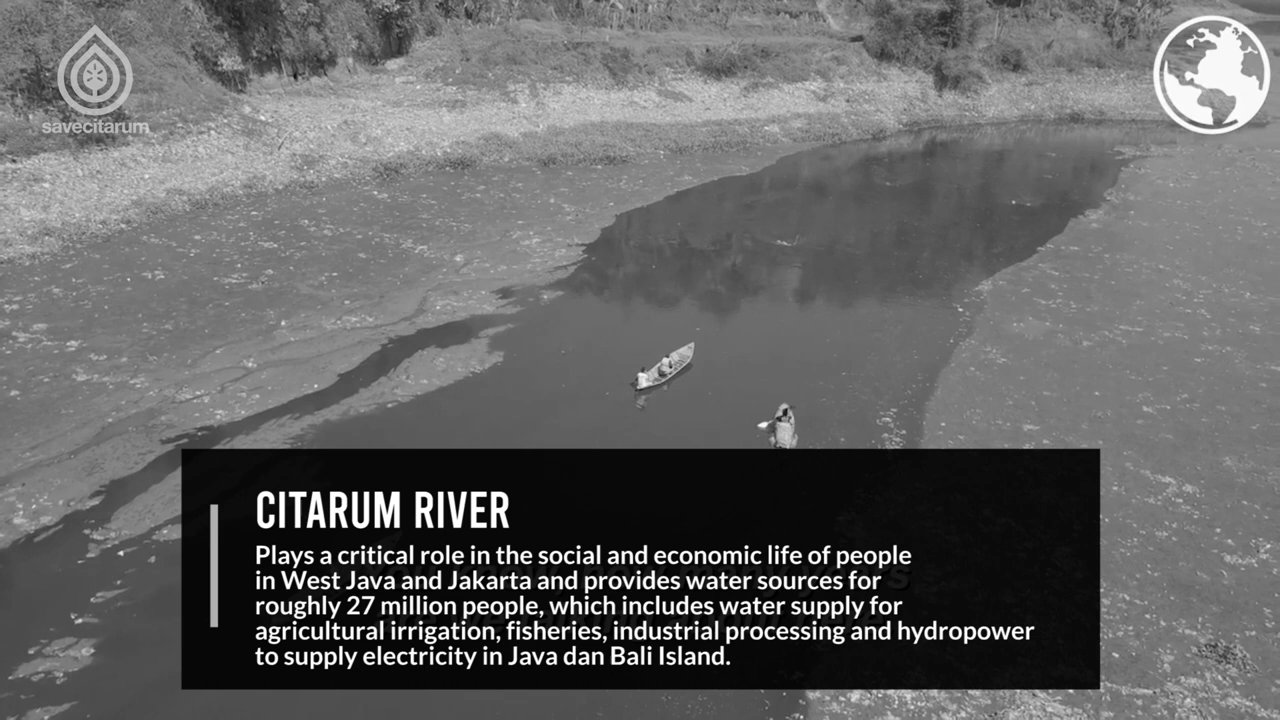 savecitarum
CITARUM RIVER
Plays a critical role in the social and economic life of people
in West Java and Jakarta and provides water sources for
roughly 27 million people, which includes water supply for
agricultural irrigation, fisheries, industrial processing and hydropower
to supply electricity in Java dan Bali Island.